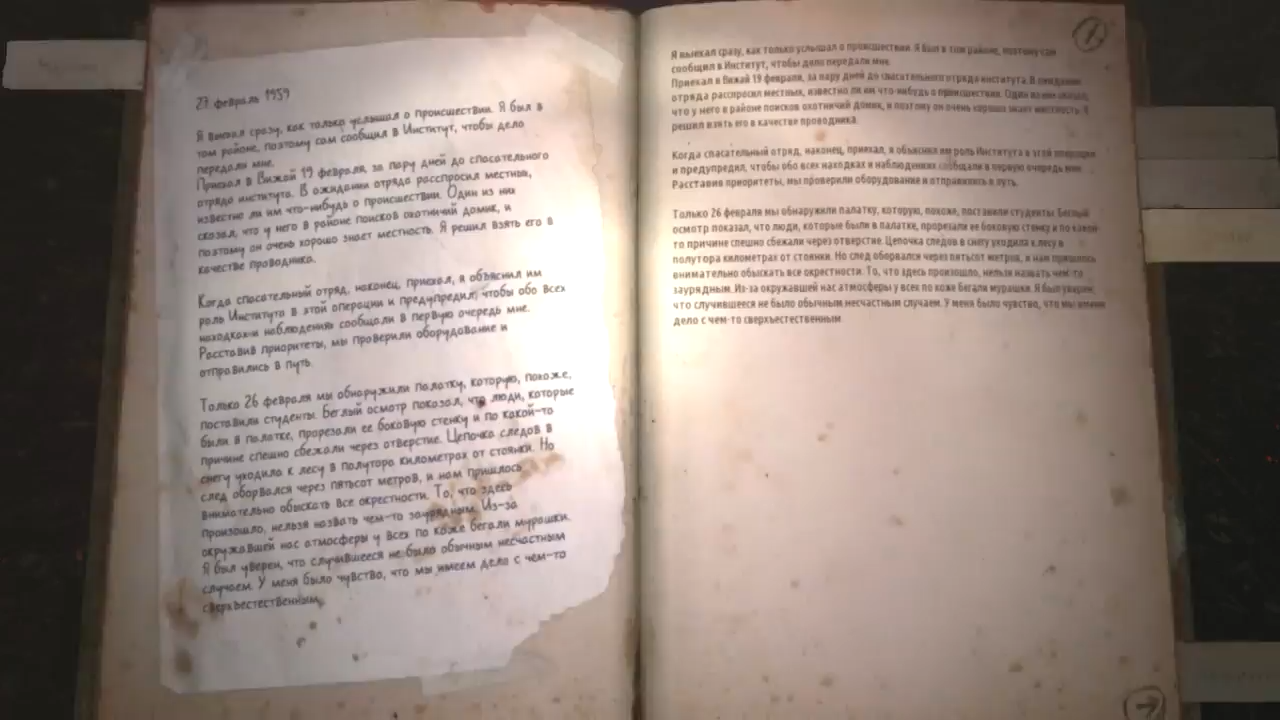 27 февраль 1959
Я выехал сразу, как только услышал о происшествии. Я был в
том районе, поэтому сам сообщил в Институт, чтобы дело
передали мне.
Приехал в Вижай 19 февраля, за пару дней до спасательного
отряда института. В ожидании отряда расспросил местных,
известно ли им что-нибудь о происшествии. Один из них
сказал, что у него в районе поисков охотничий домик, и
поэтому он очень хорошо знает местность. Я решил взять его в
качестве проводника.
Когда спасательный отряд, наконец, приехал, я объяснил им
роль Института в этой операции и предупредил, чтобы обо всех
находках и наблюдениях сообщали в первую очередь мне.
Расставив приоритеты, мы проверили оборудование и
отправились в путь.
Только 26 февраля мы обнаружили палатку, которую, похоже,
поставили студенты. Беглый осмотр показал, что люди, которые
были в палатке, прорезали ее боковую стенку и по какой-то
причине спешно сбежали через отверстие. Цепочка следов в
снегу уходила к лесу в полутора километрах от стоянки. Но
след оборвался через пятьсот метров, и нам пришлось
внимательно обыскать все окрестности. То, что здесь
произошло, нельзя назвать чем-то заурядным. Из-за
окружавшей нас атмосферы у всех по коже бегали мурашки.
Я был уверен, что случившееся не было обычным несчастным
случаем. У меня было чувство, что мы имеем дело с чем-то
сверхъестественным.
Я выехал сразу, как только услышал о происшествии. Я был в том районе, поэтому сам
сообщил в Институт, чтобы дело передали мне.
Приехал в Вижай 19 февраля, за пару дней до спасательного отряда института. В ожидании
отряда расспросил местных, известно ли им что-нибудь о происшествии. Один из них сказал,
что у него в районе поисков охотничий домик, и поэтому он очень хорошо знает местность. Я
решил взять его в качестве проводника.
Когда спасательный отряд, наконец, приехал, я объяснил им роль Института в этой операции
и предупредил, чтобы обо всех находках и наблюдениях сообщали в первую очередь мне.
Расставив приоритеты, мы проверили оборудование и отправились в путь.
Только 26 февраля мы обнаружили палатку, которую, похоже, поставили студенты. Беглый
осмотр показал, что люди, которые были в палатке, прорезали ее боковую стенку и по какой-
то причине спешно сбежали через отверстие. Цепочка следов в снегу уходила к лесу в
полутора километрах от стоянки. Но след оборвался через пятьсот метров, и нам пришлось
внимательно обыскать все окрестности. То, что здесь произошло, нельзя назвать чем-то
заурядным. Из-за окружавшей нас атмосферы у всех по коже бегали мурашки. Я был уверен,
что случившееся не было обычным несчастным случаем. У меня было чувство, что мы имеем
дело с чем-то сверхъестественным.